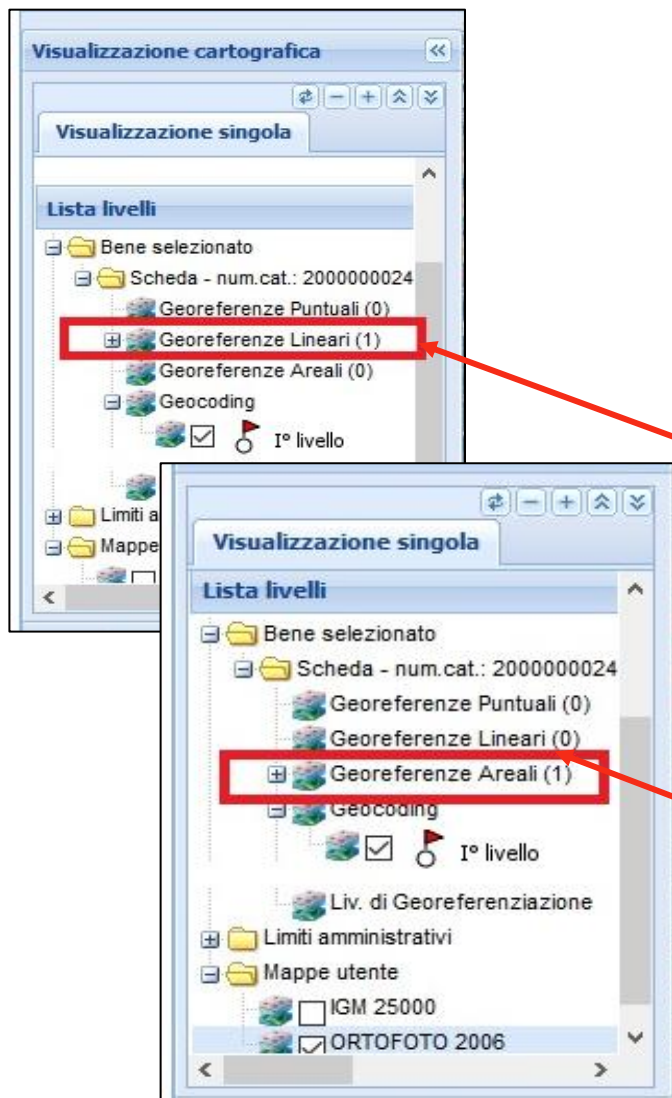 Visualizzazione cartografica
Visualizzazione singola
Lista livelli
Bene selezionato
Scheda - num.cat.: 2000000024
Georeferenze Puntuali (0)
Georeferenze Lineari (1)
Georeferenze Areali (0)
Geocoding
I° livello
Limiti a
Mappe
Visualizzazione singola
Lista livelli
Bene selezionato
Scheda - num.cat.: 2000000024
Georeferenze Puntuali (0)
Georeferenze Lineari (0)
Georeferenze Areali (1)
Geocoding
I° livello
Liv. di Georeferenziazione
Limiti amministrativi
Mappe utente
IGM 25000
ORTOFOTO 2006